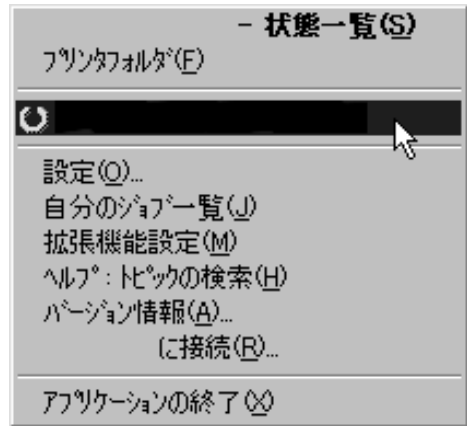 - 状態一覧(S)
ﾌﾟﾘﾝﾀﾌｫﾙﾀﾞ(F)
設定(O)...
自分のｼﾞｮﾌﾞ一覧(J)
拡張機能設定(M)
ﾍﾙﾌﾟ：ﾄﾋﾟｯｸの検索(H)
ﾊﾞｰｼﾞｮﾝ情報(A)...
に接続(R)...
ｱﾌﾟﾘｹｰｼｮﾝの終了(X)